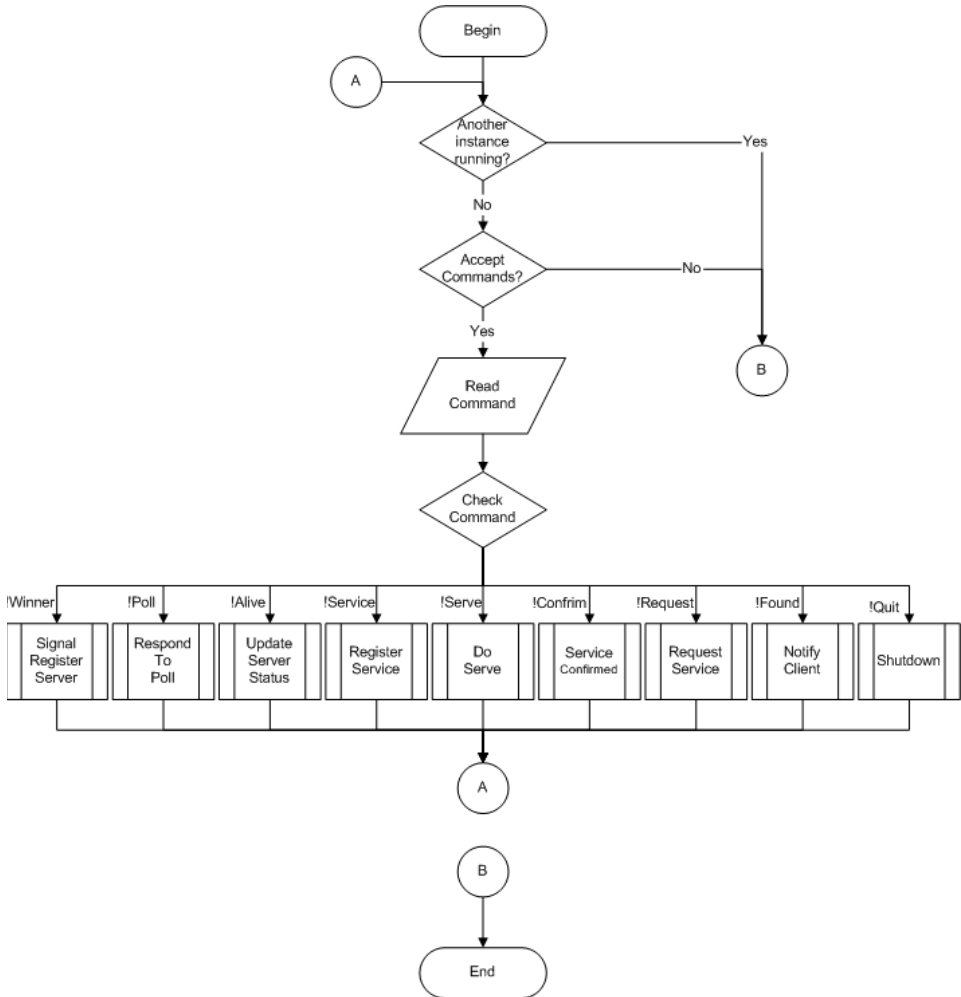 Begin
A
Another
instance
running?
Yes
No
Accept
Commands?
No
Yes
B
Read
Command
Check
Command
!Winner
!Poll
!Alive
!Service
!Serve
!Confrim
!Request
!Found
!Quit
Signal
Register
Server
Respond
To
Poll
Update
Server
Status
Register
Service
Do
Serve
Service
Confirmed
Request
Service
Notify
Client
Shutdown
A
B
End